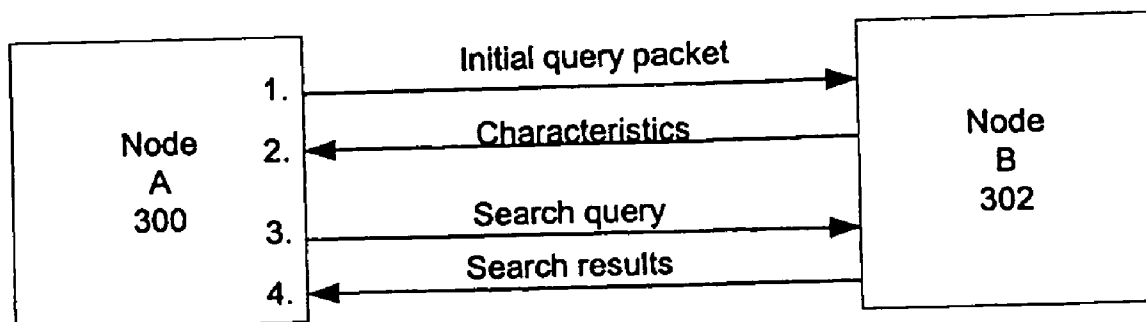 Node
A
300
1. Initial query packet
2. Characteristics
3. Search query
4. Search results
Node
B
302